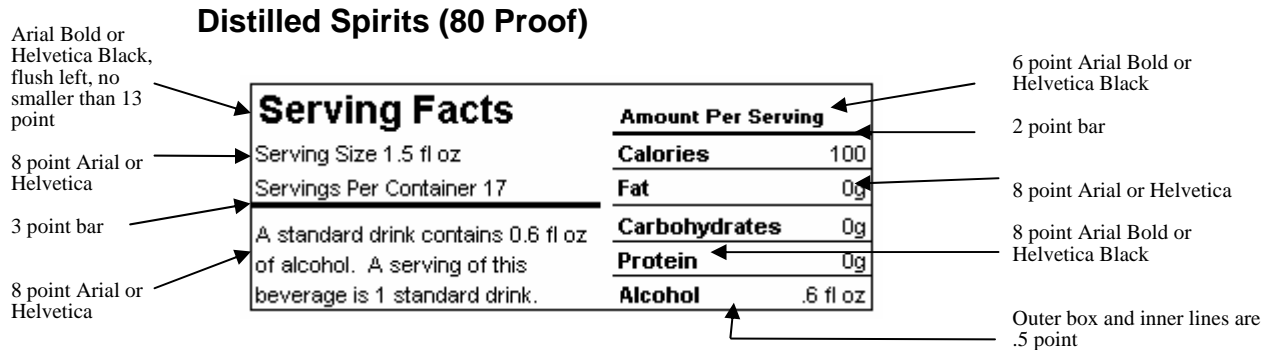 Distilled Spirits (80 Proof)
Arial Bold or
Helvetica Black,
flush left, no
smaller than 13
point
8 point Arial or
Helvetica
3 point bar
8 point Arial or
Helvetica
Serving Facts
Serving Size 1.5 fl oz
Servings Per Container 17
A standard drink contains 0.6 fl oz
of alcohol. A serving of this
beverage is 1 standard drink.
Amount Per Serving
Calories 100
Fat 0g
Carbohydrates 0g
Protein 0g
Alcohol .6 fl oz
6 point Arial Bold or
Helvetica Black
2 point bar
8 point Arial or Helvetica
8 point Arial Bold or
Helvetica Black
Outer box and inner lines are
.5 point